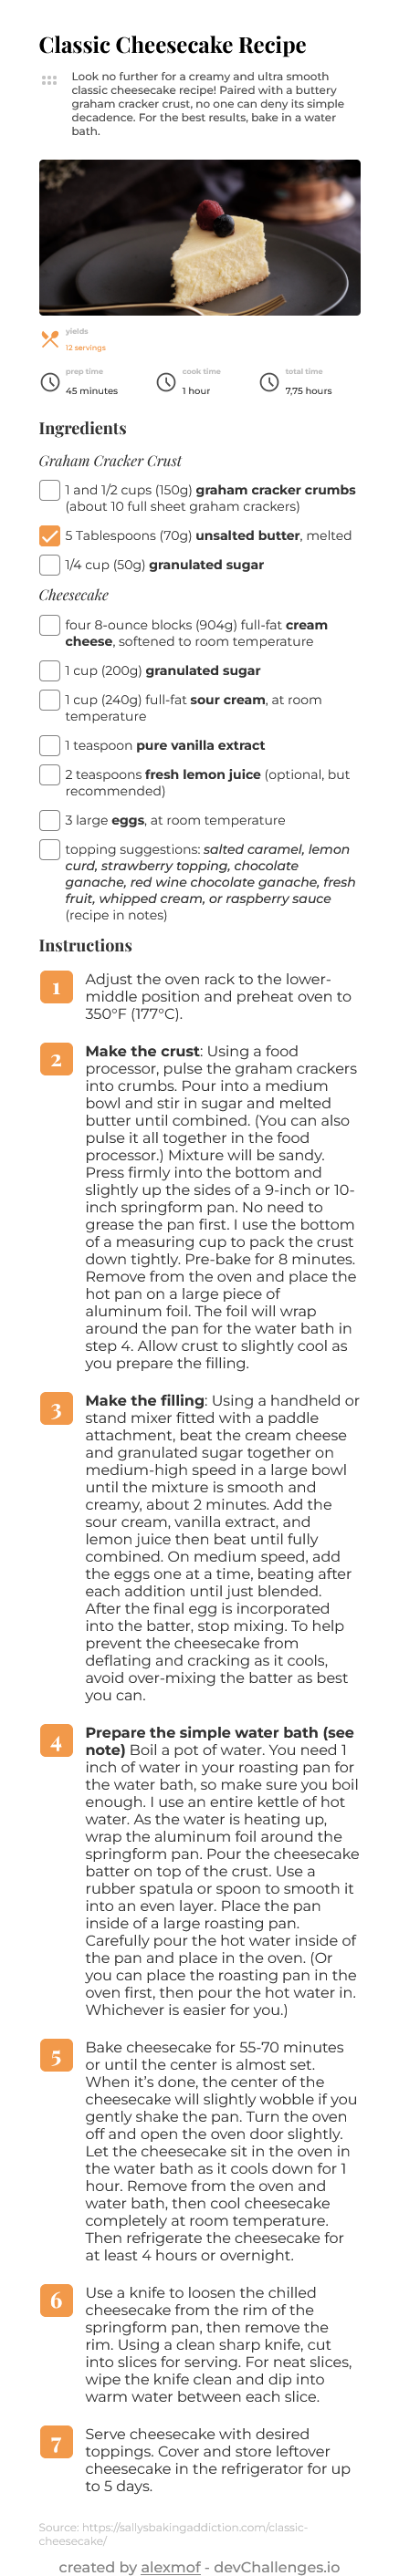 Classic Cheesecake Recipe
Look no further for a creamy and ultra smooth
classic cheesecake recipe! Paired with a buttery
graham cracker crust, no one can deny its simple
decadence. For the best results, bake in a water
bath.
yields
12 servings
prep time
45 minutes
cook time
1 hour
total time
7,75 hours
Ingredients
Graham Cracker Crust
1 and 1/2 cups (150g) graham cracker crumbs
(about 10 full sheet graham crackers)
5 Tablespoons (70g) unsalted butter, melted
1/4 cup (50g) granulated sugar
Cheesecake
four 8-ounce blocks (904g) full-fat cream
cheese, softened to room temperature
1 cup (200g) granulated sugar
1 cup (240g) full-fat sour cream, at room
temperature
1 teaspoon pure vanilla extract
2 teaspoons fresh lemon juice (optional, but
recommended)
3 large eggs, at room temperature
topping suggestions: salted caramel, lemon
curd, strawberry topping, chocolate
ganache, red wine chocolate ganache, fresh
fruit, whipped cream, or raspberry sauce
(recipe in notes)
Instructions
1
Adjust the oven rack to the lower-
middle position and preheat oven to
350°F (177°C).
2
Make the crust: Using a food
processor, pulse the graham crackers
into crumbs. Pour into a medium
bowl and stir in sugar and melted
butter until combined. (You can also
pulse it all together in the food
processor.) Mixture will be sandy.
Press firmly into the bottom and
slightly up the sides of a 9-inch or 10-
inch springform pan. No need to
grease the pan first. I use the bottom
of a measuring cup to pack the crust
down tightly. Pre-bake for 8 minutes.
Remove from the oven and place the
hot pan on a large piece of
aluminum foil. The foil will wrap
around the pan for the water bath in
step 4. Allow crust to slightly cool as
you prepare the filling.
3
Make the filling: Using a handheld or
stand mixer fitted with a paddle
attachment, beat the cream cheese
and granulated sugar together on
medium-high speed in a large bowl
until the mixture is smooth and
creamy, about 2 minutes. Add the
sour cream, vanilla extract, and
lemon juice then beat until fully
combined. On medium speed, add
the eggs one at a time, beating after
each addition until just blended.
After the final egg is incorporated
into the batter, stop mixing. To help
prevent the cheesecake from
deflating and cracking as it cools,
avoid over-mixing the batter as best
you can.
4
Prepare the simple water bath (see
note) Boil a pot of water. You need 1
inch of water in your roasting pan for
the water bath, so make sure you boil
enough. I use an entire kettle of hot
water. As the water is heating up,
wrap the aluminum foil around the
springform pan. Pour the cheesecake
batter on top of the crust. Use a
rubber spatula or spoon to smooth it
into an even layer. Place the pan
inside of a large roasting pan.
Carefully pour the hot water inside of
the pan and place in the oven. (Or
you can place the roasting pan in the
oven first, then pour the hot water in.
Whichever is easier for you.)
5
Bake cheesecake for 55-70 minutes
or until the center is almost set.
When it's done, the center of the
cheesecake will slightly wobble if you
gently shake the pan. Turn the oven
off and open the oven door slightly.
Let the cheesecake sit in the oven in
the water bath as it cools down for 1
hour. Remove from the oven and
water bath, then cool cheesecake
completely at room temperature.
Then refrigerate the cheesecake for
at least 4 hours or overnight.
6
Use a knife to loosen the chilled
cheesecake from the rim of the
springform pan, then remove the
rim. Using a clean sharp knife, cut
into slices for serving. For neat slices,
wipe the knife clean and dip into
warm water between each slice.
7
Serve cheesecake with desired
toppings. Cover and store leftover
cheesecake in the refrigerator for up
to 5 days.
Source: https://sallysbakingaddiction.com/classic-
cheesecake/
created by alexmof - devChallenges.io